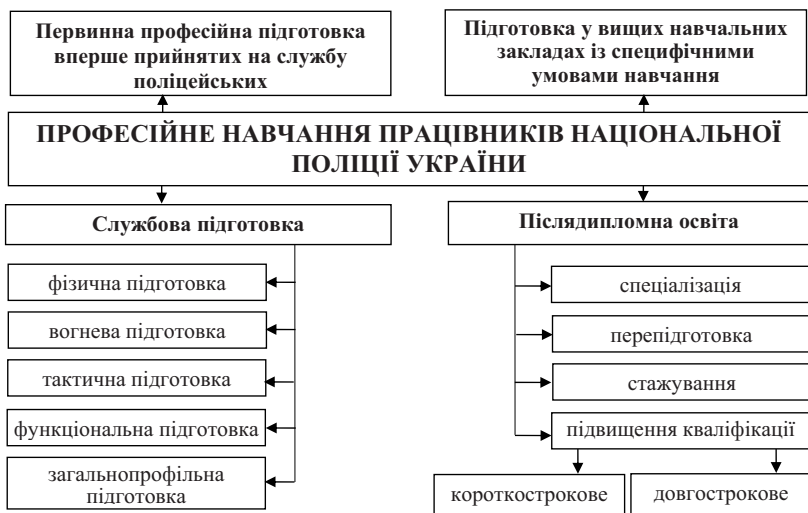 Первинна професійна підготовка
вперше прийнятих на службу
поліцейських
Підготовка у вищих навчальних
закладах із специфічними
умовами навчання
ПРОФЕСІЙНЕ НАВЧАННЯ ПРАЦІВНИКІВ НАЦІОНАЛЬНОЇ
ПОЛІЦІЇ УКРАЇНИ
Службова підготовка
фізична підготовка
вогнева підготовка
тактична підготовка
функціональна підготовка
загальнопрофільна
підготовка
Післядипломна освіта
спеціалізація
перепідготовка
стажування
підвищення кваліфікації
короткострокове
довгострокове